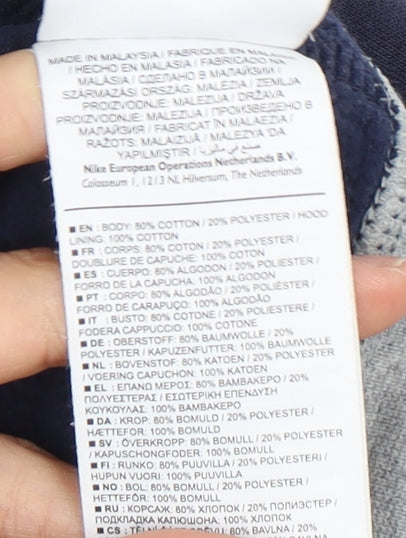 MADE IN MALAYSIA / FABRIQUE EN
/ HECHO EN MALASIA / FABRICADO NA
MALÁSIA / СДЕЛАНО В МАЛАЙЗИИ /
SZÁRMAZÁSI ORSZÁG: MALÉZIA / ZEMLJA
PROIZVODNJE: MALEZIJA / DRŽAVA
PROIZVODNJE: MALEZIJA / ПРОИЗВЕДЕНО В
МАЛАЙЗИЯ / FABRICAT ÎN MALAEZIA /
RAŽOTS: MALAIZIJĀ / MALEZYA 'DA
YAPILMIŞTIR / صنع في ماليزيا
Nike European Operations Netherlands B.V.
Colosseum 1, 1213 NL Hilversum, The Netherlands
■ EN : BODY: 80% COTTON / 20% POLYESTER / HOOD
LINING: 100% COTTON
■ FR : CORPS: 80% COTON / 20% POLYESTER /
DOUBLURE DE CAPUCHE: 100% COTON
■ ES : CUERPO: 80% ALGODÓN / 20% POLIÉSTER /
FORRO DE LA CAPUCHA: 100% ALGODÓN
■ PT : CORPO: 80% ALGODÃO / 20% POLIÉSTER /
FORRO DE CARAPUÇO: 100% ALGODÃO
■ IT : BUSTO: 80% COTONE / 20% POLIESTERE /
FODERA CAPPUCCIO: 100% COTONE
■ DE : OBERSTOFF: 80% BAUMWOLLE / 20%
POLYESTER / KAPUZENFUTTER: 100% BAUMWOLLE
■ NL : BOVENSTOF: 80% KATOEN / 20% POLYESTER
/ VOERING CAPUCHON: 100% KATOEN
■ EL : ΕΠΑΝΩ ΜΕΡΟΣ: 80% ΒΑΜΒΑΚΕΡΟ / 20%
ΠΟΛΥΕΣΤΕΡΑΣ / ΕΣΩΤΕΡΙΚΗ ΕΠΕΝΔΥΣΗ
ΚΟΥΚΟΥΛΑΣ: 100% ΒΑΜΒΑΚΕΡΟ
■ DA : KROP: 80% BOMULD / 20% POLYESTER /
HÆTTEFOR: 100% BOMULD
■ SV : ÖVERKROPP: 80% BOMULL / 20% POLYESTER
/ KAPUSCHONGFODER: 100% BOMULL
■ FI : RUNKO: 80% PUUVILLA / 20% POLYESTERI /
HUPUN VUORI: 100% PUUVILLA
■ NO : BOL: 80% BOMULL / 20% POLYESTER /
HETTEFÔR: 100% BOMULL
■ RU : КОРСАЖ: 80% ХЛОПОК / 20% ПОЛИЭСТЕР /
ПОДКЛАДКА КАПЮШОНА: 100% ХЛОПОК
■ CS : TĚLNÍ 80% BAVLNA / 20%